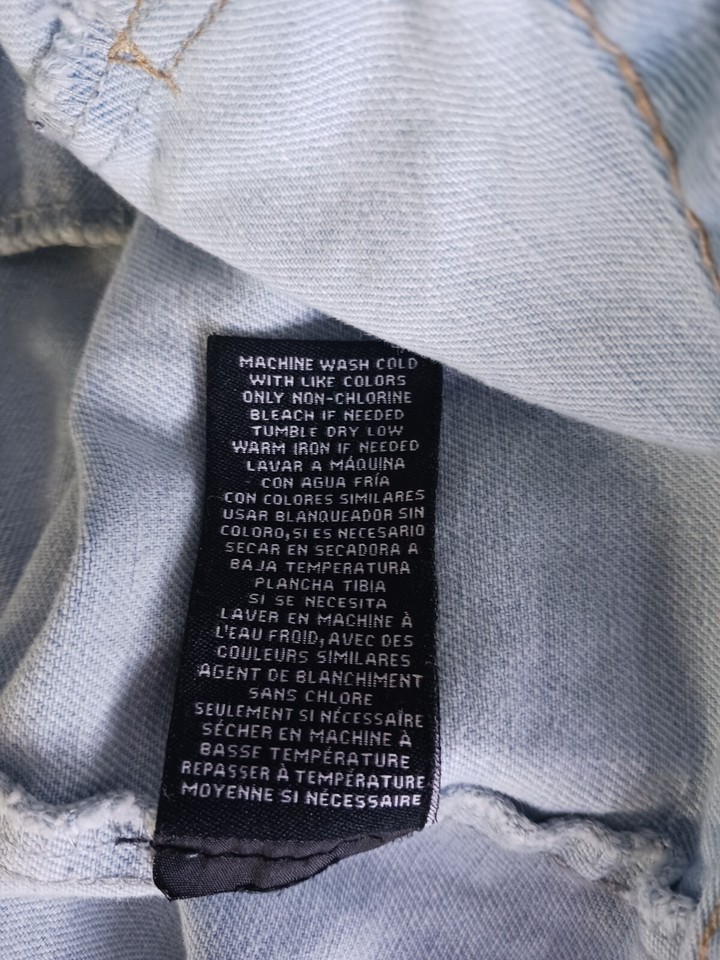 MACHINE WASH COLD
WITH LIKE COLORS
ONLY NON-CHLORINE
BLEACH IF NEEDED
TUMBLE DRY LOW
WARM IRON IF NEEDED
LAVAR A MÁQUINA
CON AGUA FRÍA
CON COLORES SIMILARES
USAR BLANQUEADOR SIN
COLORO,SI ES NECESARIO
SECAR EN SECADORA A
BAJA TEMPERATURA
PLANCHA TIBIA
SI SE NECESITA
LAVER EN MACHINE À
L'EAU FROID,AVEC DES
COULEURS SIMILARES
AGENT DE BLANCHIMENT
SANS CHLORE
SEULEMENT SI NÉCESSAÏRE
SÉCHER EN MACHINE À
BASSE TEMPÉRATURE
REPASSER À TEMPÉRATURE
MOYENNE SI NÉCESSAIRE